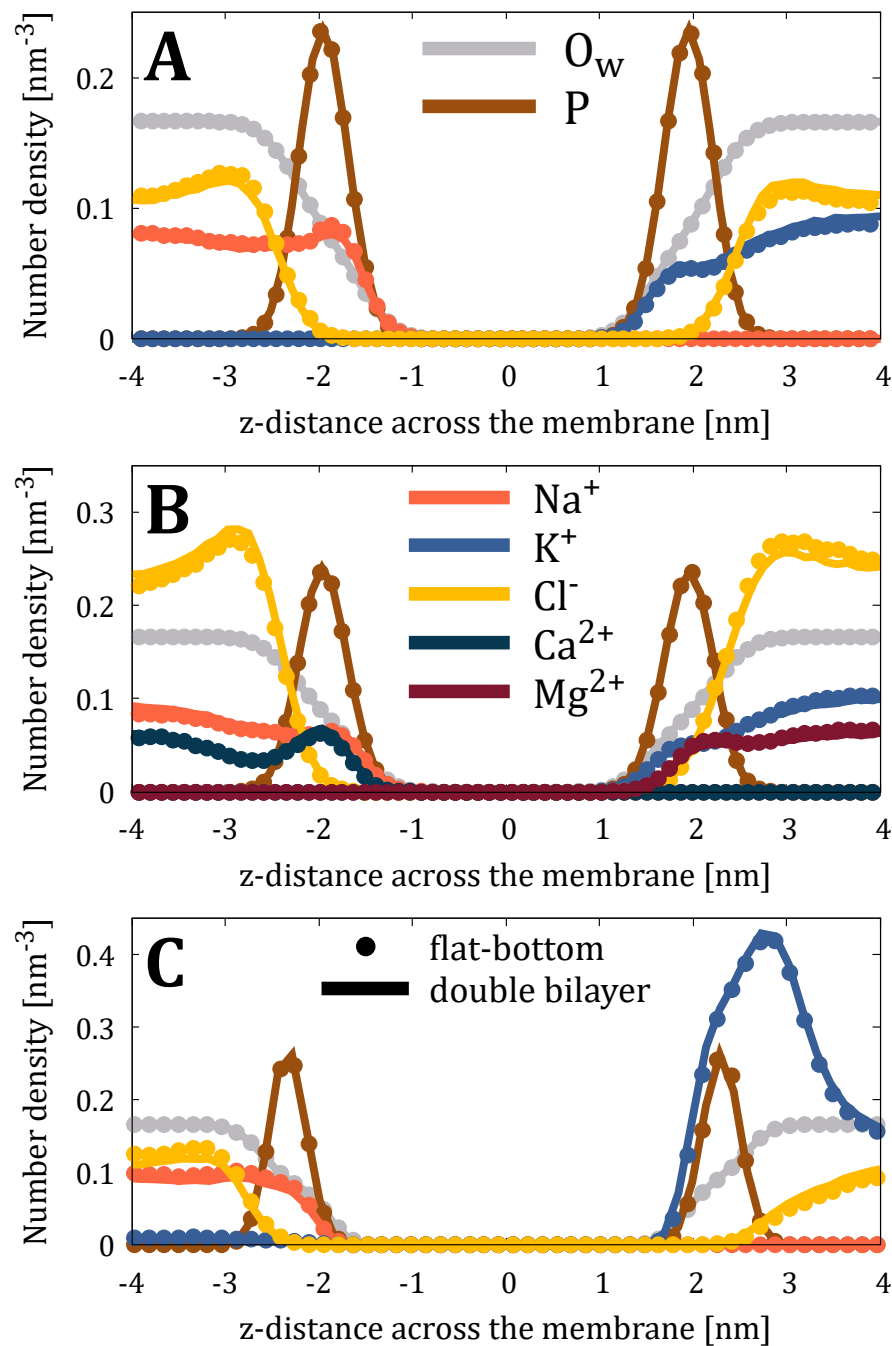 A
O_w
P
Number density [nm⁻³]
0.2
0.1
0
-4 -3 -2 -1 0 1 2 3 4
z-distance across the membrane [nm]
B
Na⁺
K⁺
Cl⁻
Ca²⁺
Mg²⁺
Number density [nm⁻³]
0.3
0.2
0.1
0
-4 -3 -2 -1 0 1 2 3 4
z-distance across the membrane [nm]
C
flat-bottom
double bilayer
Number density [nm⁻³]
0.4
0.3
0.2
0.1
0
-4 -3 -2 -1 0 1 2 3 4
z-distance across the membrane [nm]